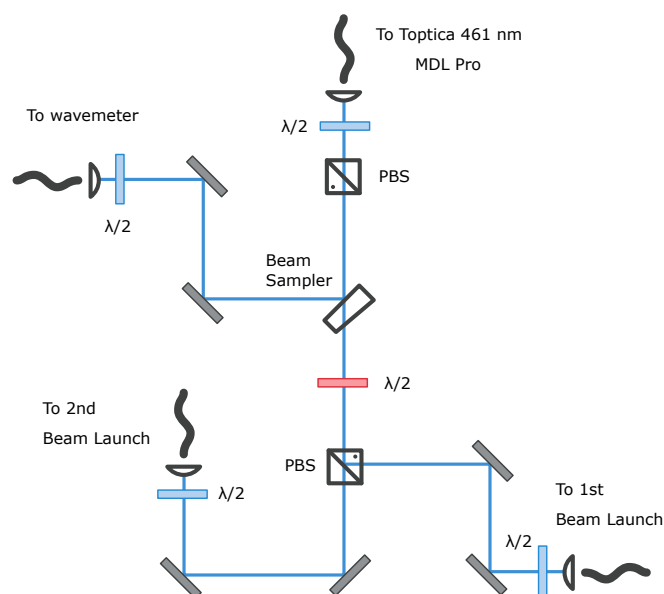 To Toptica 461 nm
MDL Pro
λ/2
To wavemeter
PBS
λ/2
Beam
Sampler
λ/2
To 2nd
Beam Launch
PBS
λ/2
To 1st
Beam Launch
λ/2